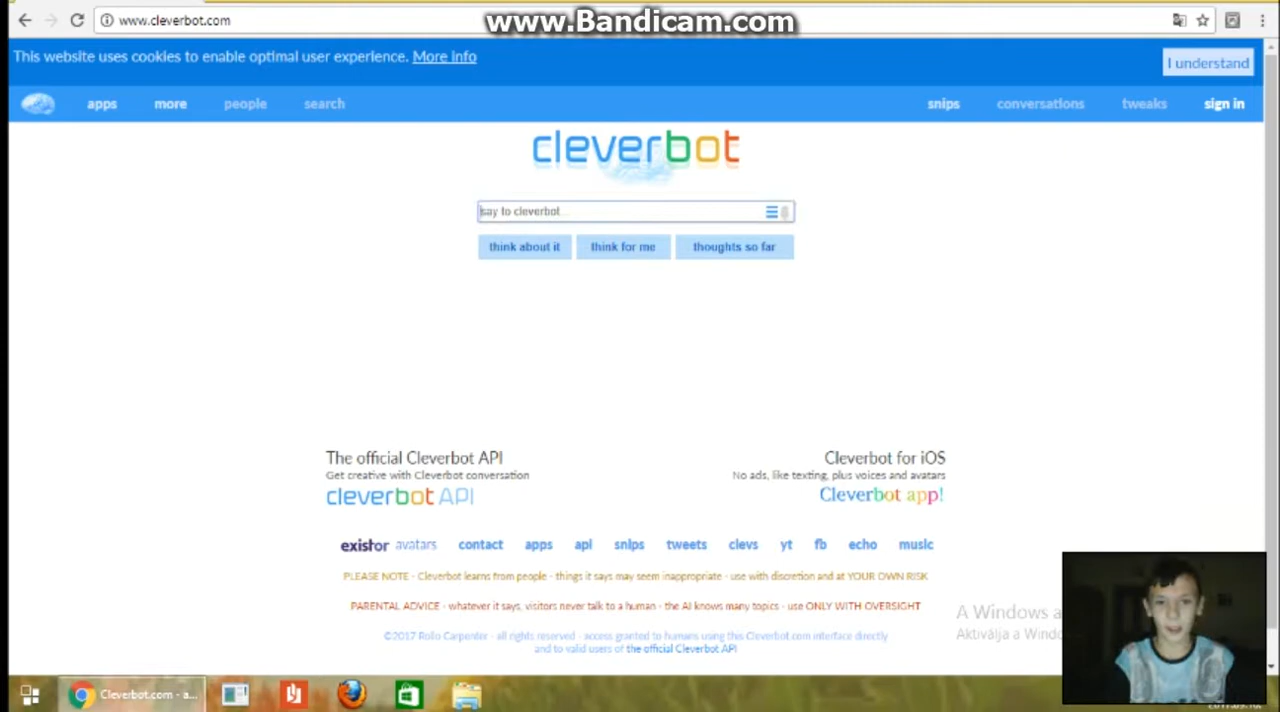 www.cleverbot.com
www.Bandicam.com
This website uses cookies to enable optimal user experience. More info
I understand
apps more people search snips conversations tweaks sign in
cleverbot
say to cleverbot...
think about it think for me thoughts so far
The official Cleverbot API
Get creative with Cleverbot conversation
cleverbot API
Cleverbot for iOS
No ads, like texting, plus voices and avatars
Cleverbot app!
existor avatars contact apps api snips tweets clevs yt fb echo music
PLEASE NOTE - Cleverbot learns from people - things it says may seem inappropriate - use with discretion and at YOUR OWN RISK
PARENTAL ADVICE - whatever it says, visitors never talk to a human - the AI knows many topics - use ONLY WITH OVERSIGHT
©2017 Rollo Carpenter - all rights reserved - access granted to humans using this Cleverbot.com interface directly
and to valid users of the official Cleverbot API
A Windows a
Aktiválja a Windo
Cleverbot.com - a...